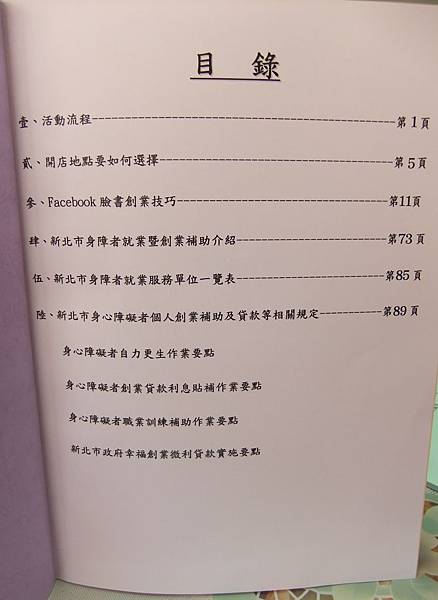 目 錄
壹、活動流程--------------------------------------------------第1頁
貳、開店地點要如何選擇---------------------------------------第5頁
參、Facebook 臉書創業技巧------------------------------------第11頁
肆、新北市身障者就業暨創業補助介紹-------------------------第73頁
伍、新北市身障者就業服務單位一覽表-------------------------第85頁
陸、新北市身心障礙者個人創業補助及貸款等相關規定-----------第89頁
身心障礙者自力更生作業要點
身心障礙者創業貸款利息貼補作業要點
身心障礙者職業訓練補助作業要點
新北市政府幸福創業微利貸款實施要點